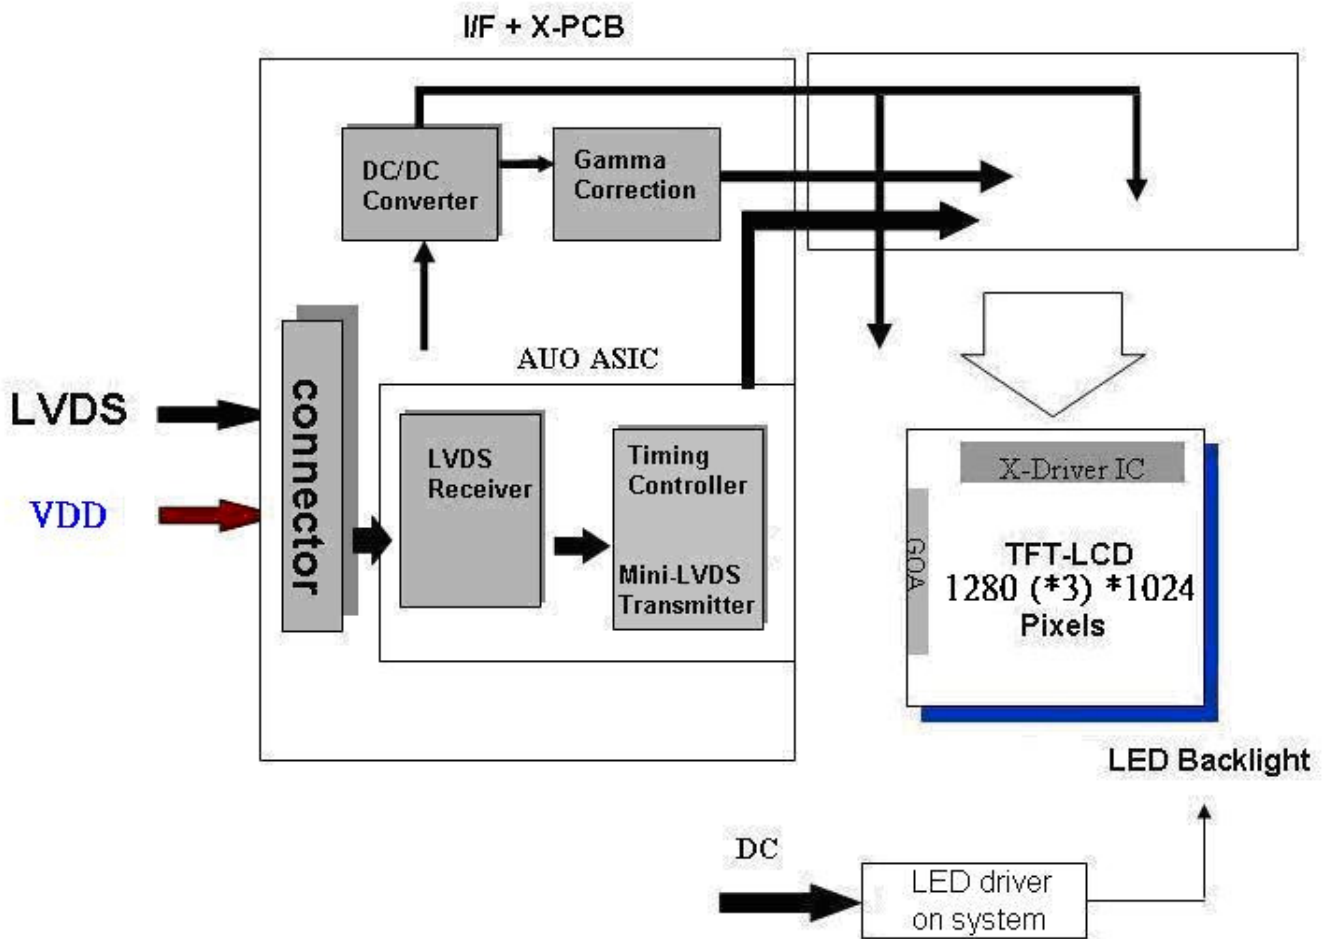 I/F + X-PCB
DC/DC
Converter
Gamma
Correction
AUO ASIC
LVDS
VDD
connector
LVDS
Receiver
Timing
Controller
Mini-LVDS
Transmitter
X-Driver IC
GOA
TFT-LCD
1280 (*3) *1024
Pixels
LED Backlight
DC
LED driver
on system